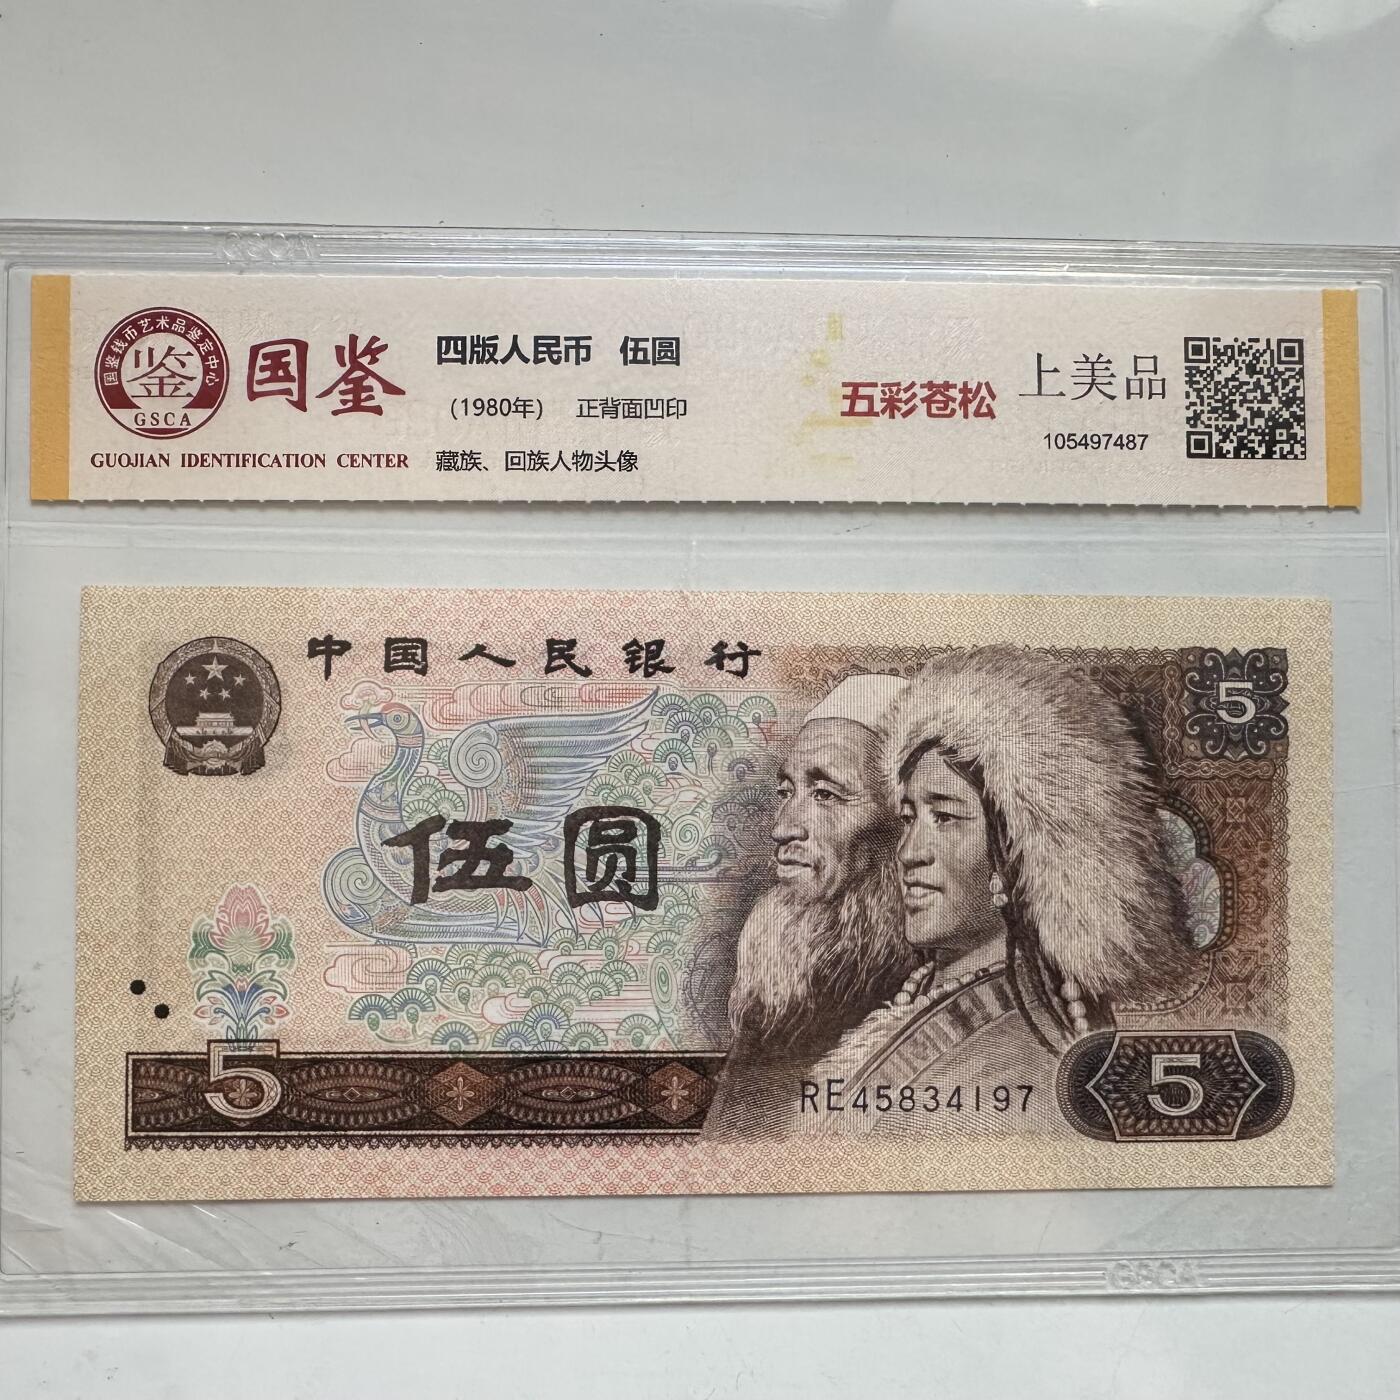 GSCA
国鉴钱币艺术品鉴定中心
鉴
GSCA
国鉴
GUOJIAN IDENTIFICATION CENTER
四版人民币 伍圆
(1980年) 正背面凹印
藏族、回族人物头像
五彩苍松
上美品
105497487
中国人民银行
5
伍圆
5
RE45834197
5
GSCA